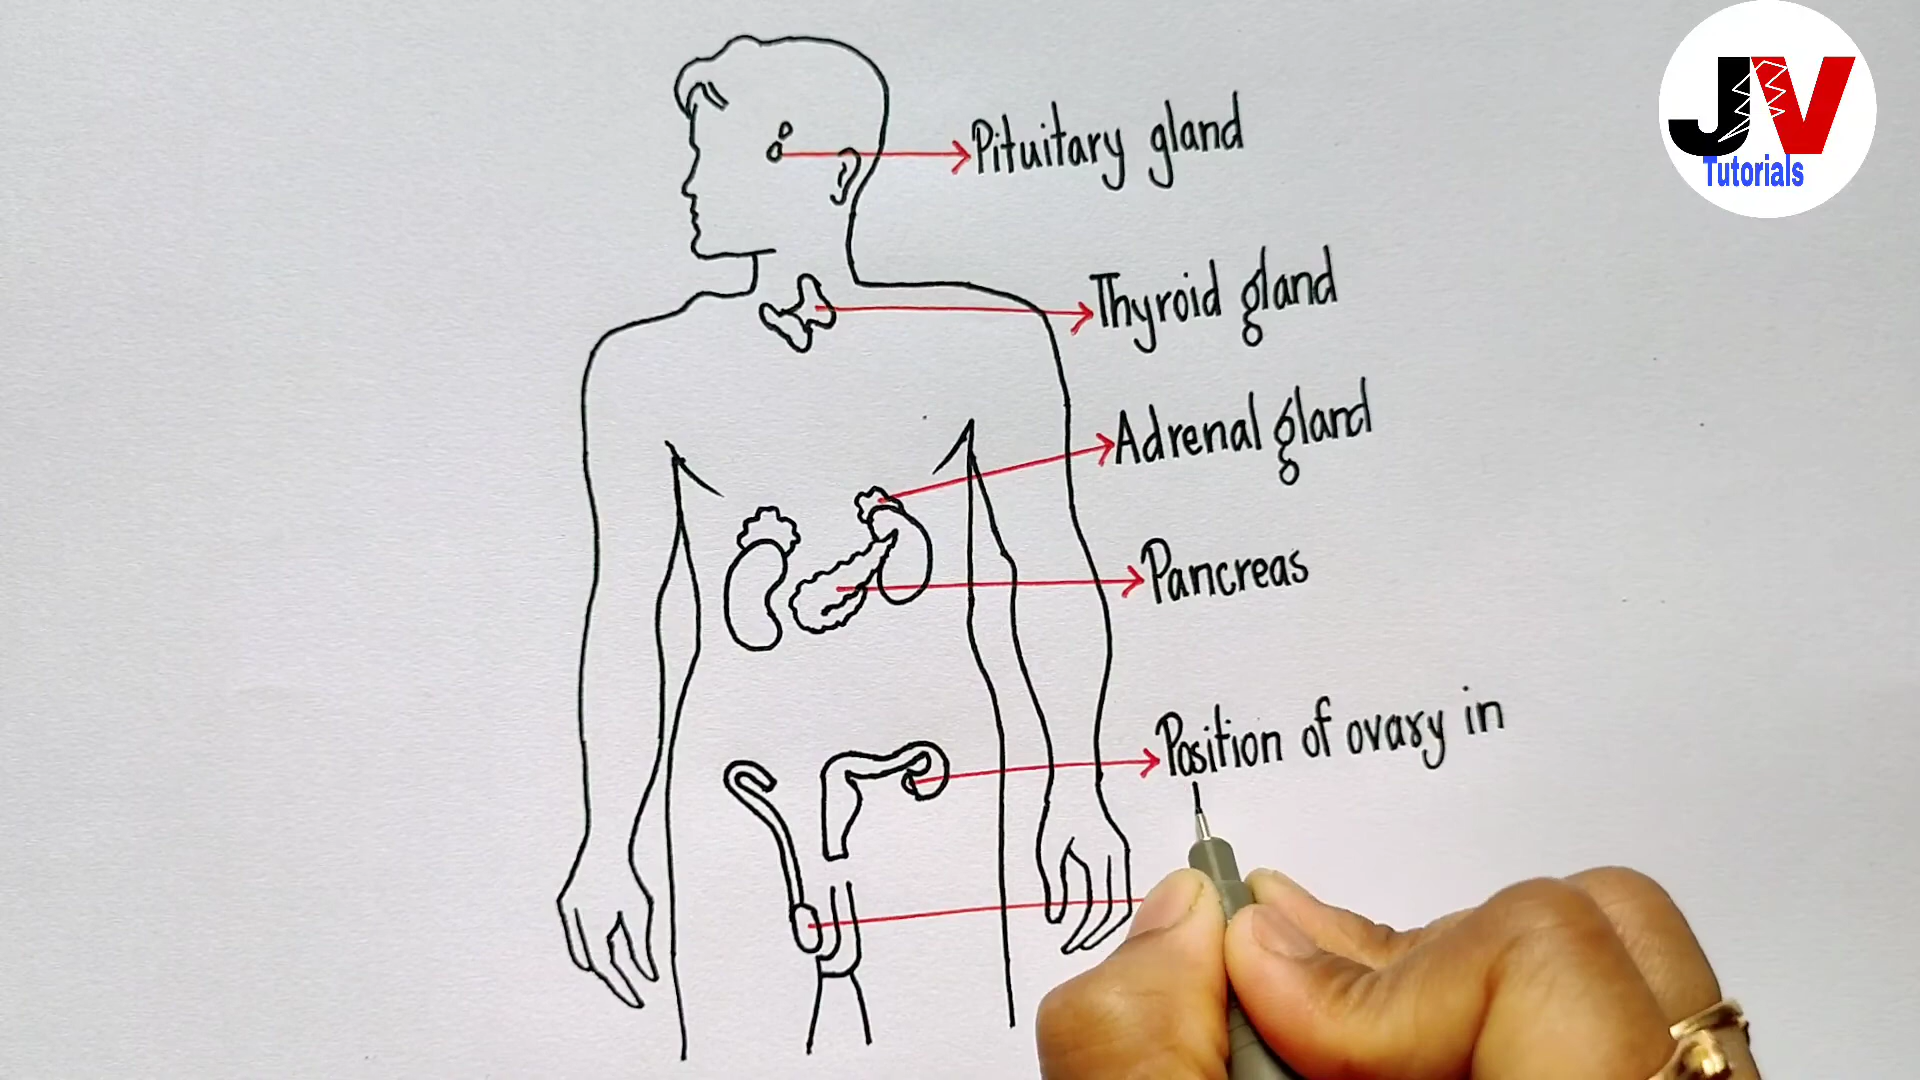 JV
Tutorials
Pituitary gland
Thyroid gland
Adrenal gland
Pancreas
Position of ovary in